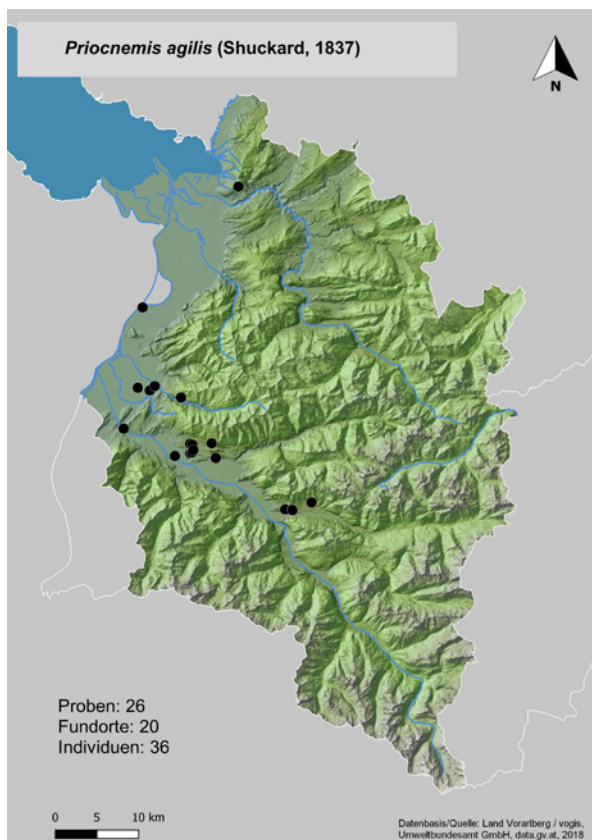 Priocnemis agilis (Shuckard, 1837)
N
Proben: 26
Fundorte: 20
Individuen: 36
0 5 10 km
Datenbasis/Quelle: Land Vorarlberg / vogis,
Umweltbundesamt GmbH, data.gv.at, 2018